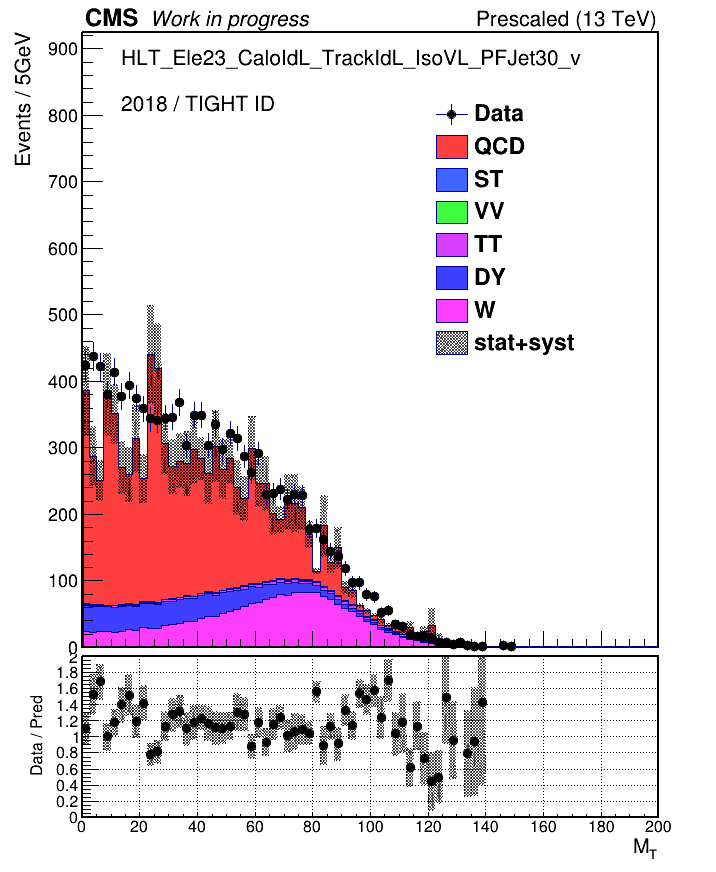 CMS Work in progress Prescaled (13 TeV)
Events / 5GeV
HLT_Ele23_CaloIdL_TrackIdL_IsoVL_PFJet30_v
2018 / TIGHT ID
Data
QCD
ST
VV
TT
DY
W
stat+syst
900
800
700
600
500
400
300
200
100
0
Data / Pred
2
1.8
1.6
1.4
1.2
1
0.8
0.6
0.4
0.2
0
0 20 40 60 80 100 120 140 160 180 200
M_T